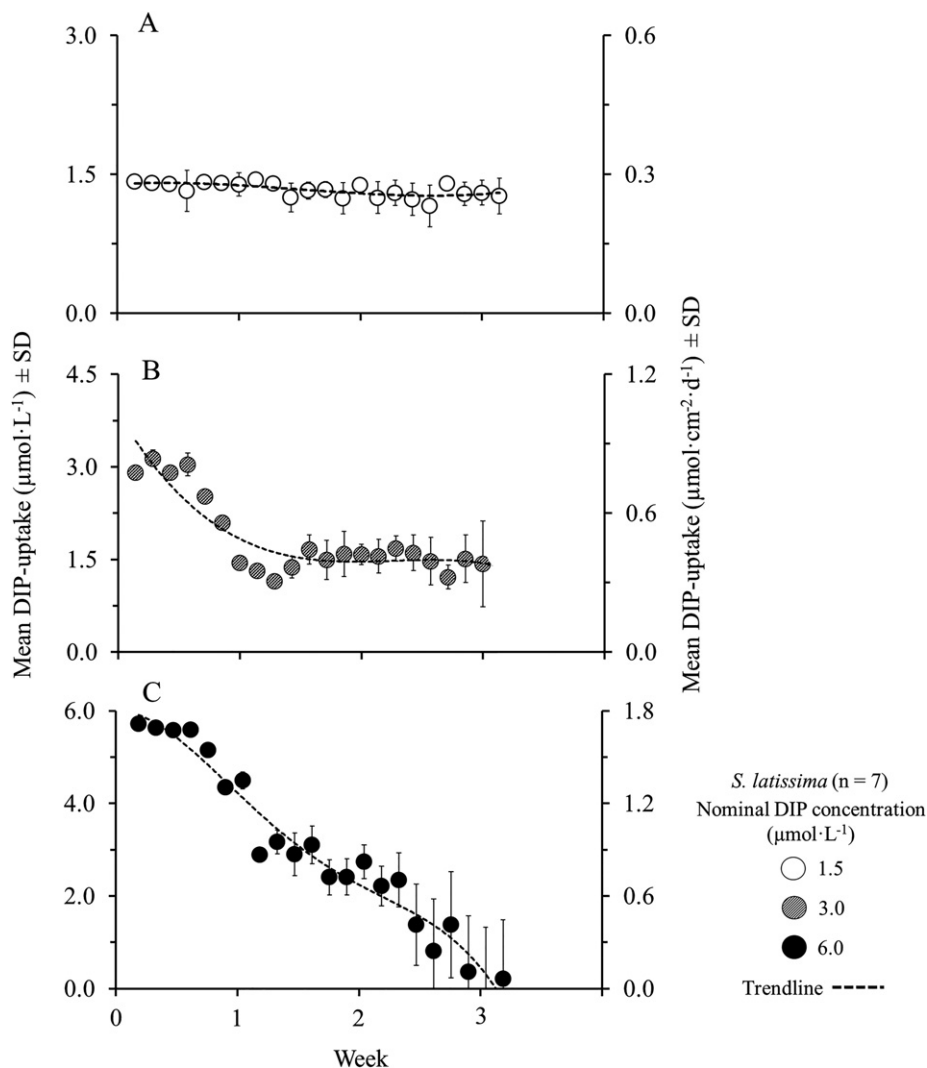 A
3.0
1.5
0.0
0.6
0.3
0.0
B
4.5
3.0
1.5
0.0
1.2
0.6
0.6
0.0
C
6.0
4.0
2.0
0.0
1.8
1.2
0.6
0.0
0
1
2
3
Week
Mean DIP-uptake (µmol·L⁻¹) ± SD
Mean DIP-uptake (µmol·cm⁻²·d⁻¹) ± SD
S. latissima (n = 7)
Nominal DIP concentration
(µmol·L⁻¹)
1.5
3.0
6.0
Trendline